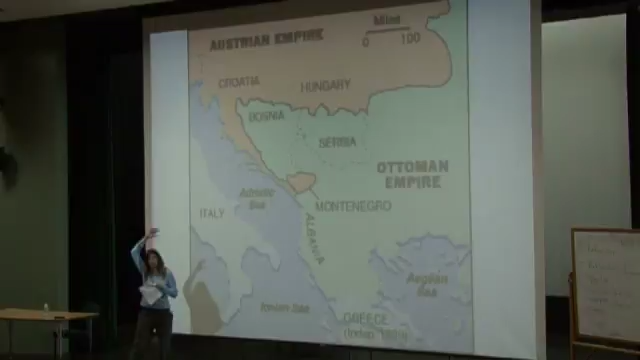 Miles
0 100
AUSTRIAN EMPIRE
CROATIA
HUNGARY
BOSNIA
SERBIA
OTTOMAN
EMPIRE
Adriatic
Sea
MONTENEGRO
ITALY
ALBANIA
Aegean
Sea
Ionian Sea
GREECE